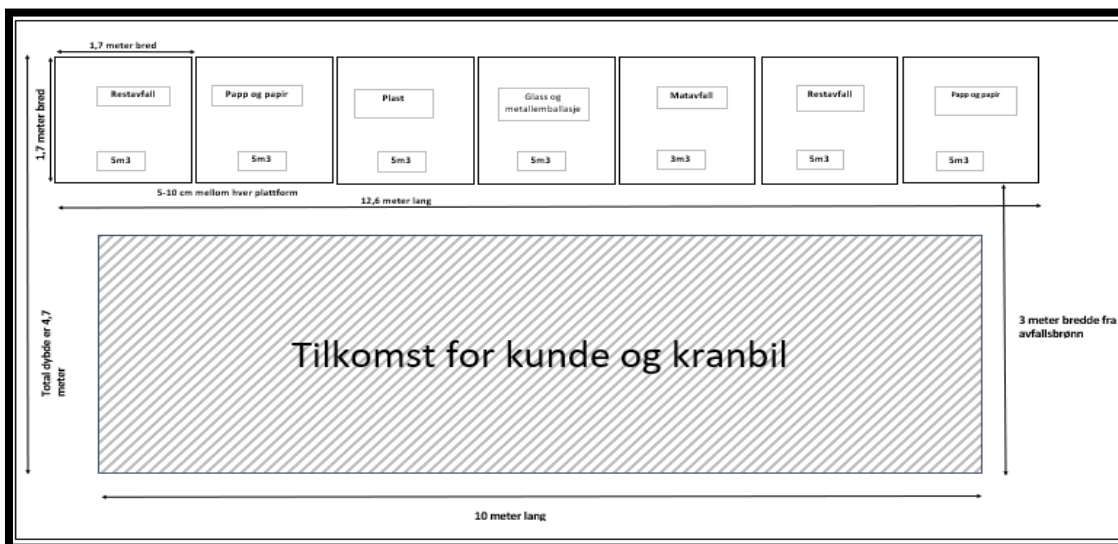 1,7 meter bred
1,7 meter bred
Restavfall
5m3
Papp og papir
5m3
Plast
5m3
Glass og
metallemballasje
5m3
Matavfall
3m3
Restavfall
5m3
Papp og papir
5m3
5-10 cm mellom hver plattform
12,6 meter lang
Total dybde er 4,7
meter
Tilkomst for kunde og kranbil
3 meter bredde fra
avfallsbrønn
10 meter lang